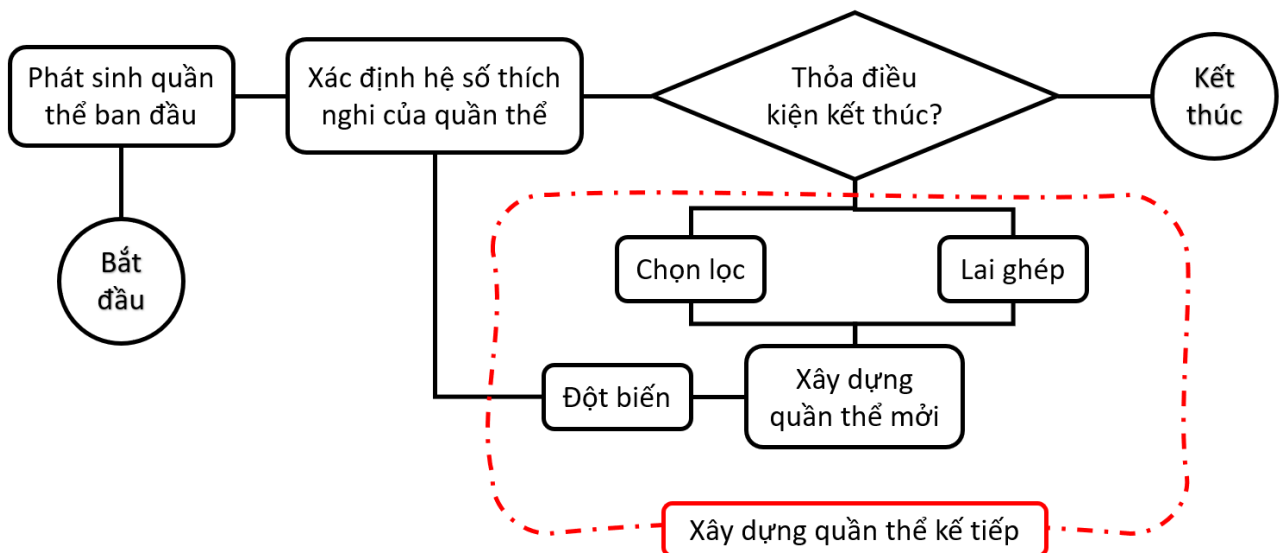 Phát sinh quần
thể ban đầu
Xác định hệ số thích
nghi của quần thể
Thỏa điều
kiện kết thúc?
Kết
thúc
Bắt
đầu
Chọn lọc
Lai ghép
Đột biến
Xây dựng
quần thể mởi
Xây dựng quần thể kế tiếp